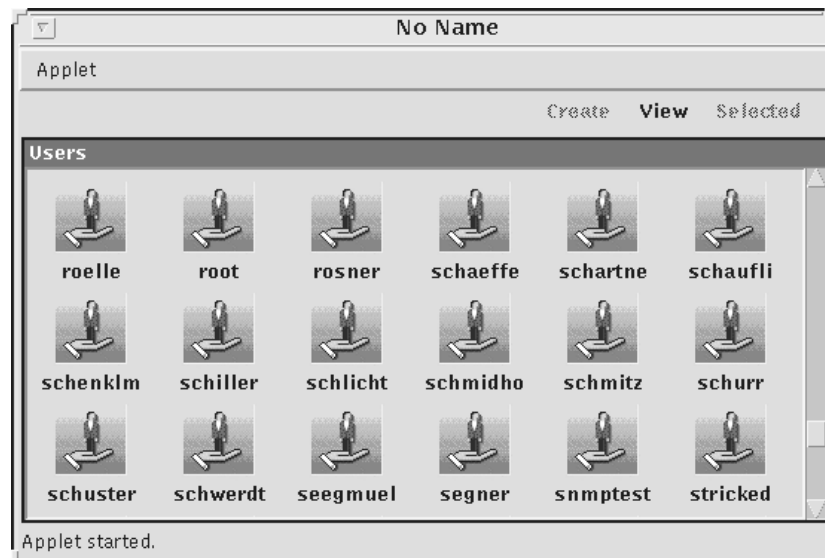 No Name
Applet
Create View Selected
Users
roelle root rosner schaeffe schartne schaufli
schenklm schiller schlicht schmidho schmitz schurr
schuster schwerdt seegmuel segner snmptest stricked
Applet started.